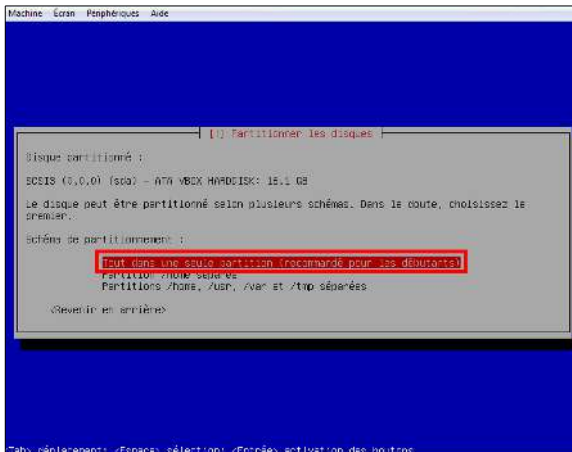 Machine Écran Périphériques Aide
[!] Partitionner les disques
Disque partitionné :
SCSI3 (0,0,0) (sda) - ATA VBOX HARDDISK: 16.1 GB
Le disque peut être partitionné selon plusieurs schémas. Dans le doute, choisissez le
premier.
Schéma de partitionnement :
Tout dans une seule partition (recommandé pour les débutants)
Partition /home séparée
Partitions /home, /usr, /var et /tmp séparées
<Revenir en arrière>
<Tab> déplacement; <Espace> sélection; <Entrée> activation des boutons